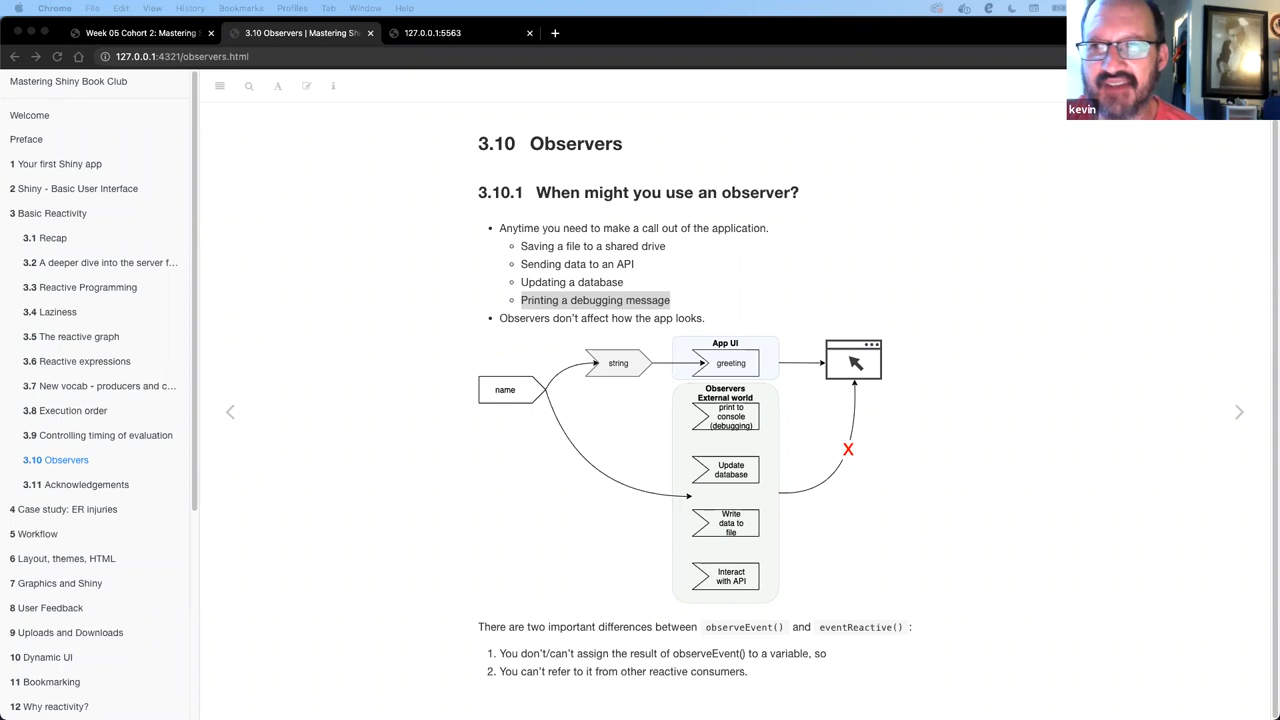 Chrome File Edit View History Bookmarks Profiles Tab Window Help
Week 05 Cohort 2: Mastering S
3.10 Observers | Mastering Sh
127.0.0.1:5563
127.0.0.1:4321/observers.html
kevin
Mastering Shiny Book Club
Welcome
Preface
1 Your first Shiny app
2 Shiny - Basic User Interface
3 Basic Reactivity
3.1 Recap
3.2 A deeper dive into the server f…
3.3 Reactive Programming
3.4 Laziness
3.5 The reactive graph
3.6 Reactive expressions
3.7 New vocab - producers and c…
3.8 Execution order
3.9 Controlling timing of evaluation
3.10 Observers
3.11 Acknowledgements
4 Case study: ER injuries
5 Workflow
6 Layout, themes, HTML
7 Graphics and Shiny
8 User Feedback
9 Uploads and Downloads
10 Dynamic UI
11 Bookmarking
12 Why reactivity?
3.10 Observers
3.10.1 When might you use an observer?
• Anytime you need to make a call out of the application.
◦ Saving a file to a shared drive
◦ Sending data to an API
◦ Updating a database
◦ Printing a debugging message
• Observers don't affect how the app looks.
App UI
string
greeting
name
Observers
External world
print to
console
(debugging)
X
Update
database
Write
data to
file
Interact
with API
There are two important differences between observeEvent() and eventReactive() :
1. You don't/can't assign the result of observeEvent() to a variable, so
2. You can't refer to it from other reactive consumers.